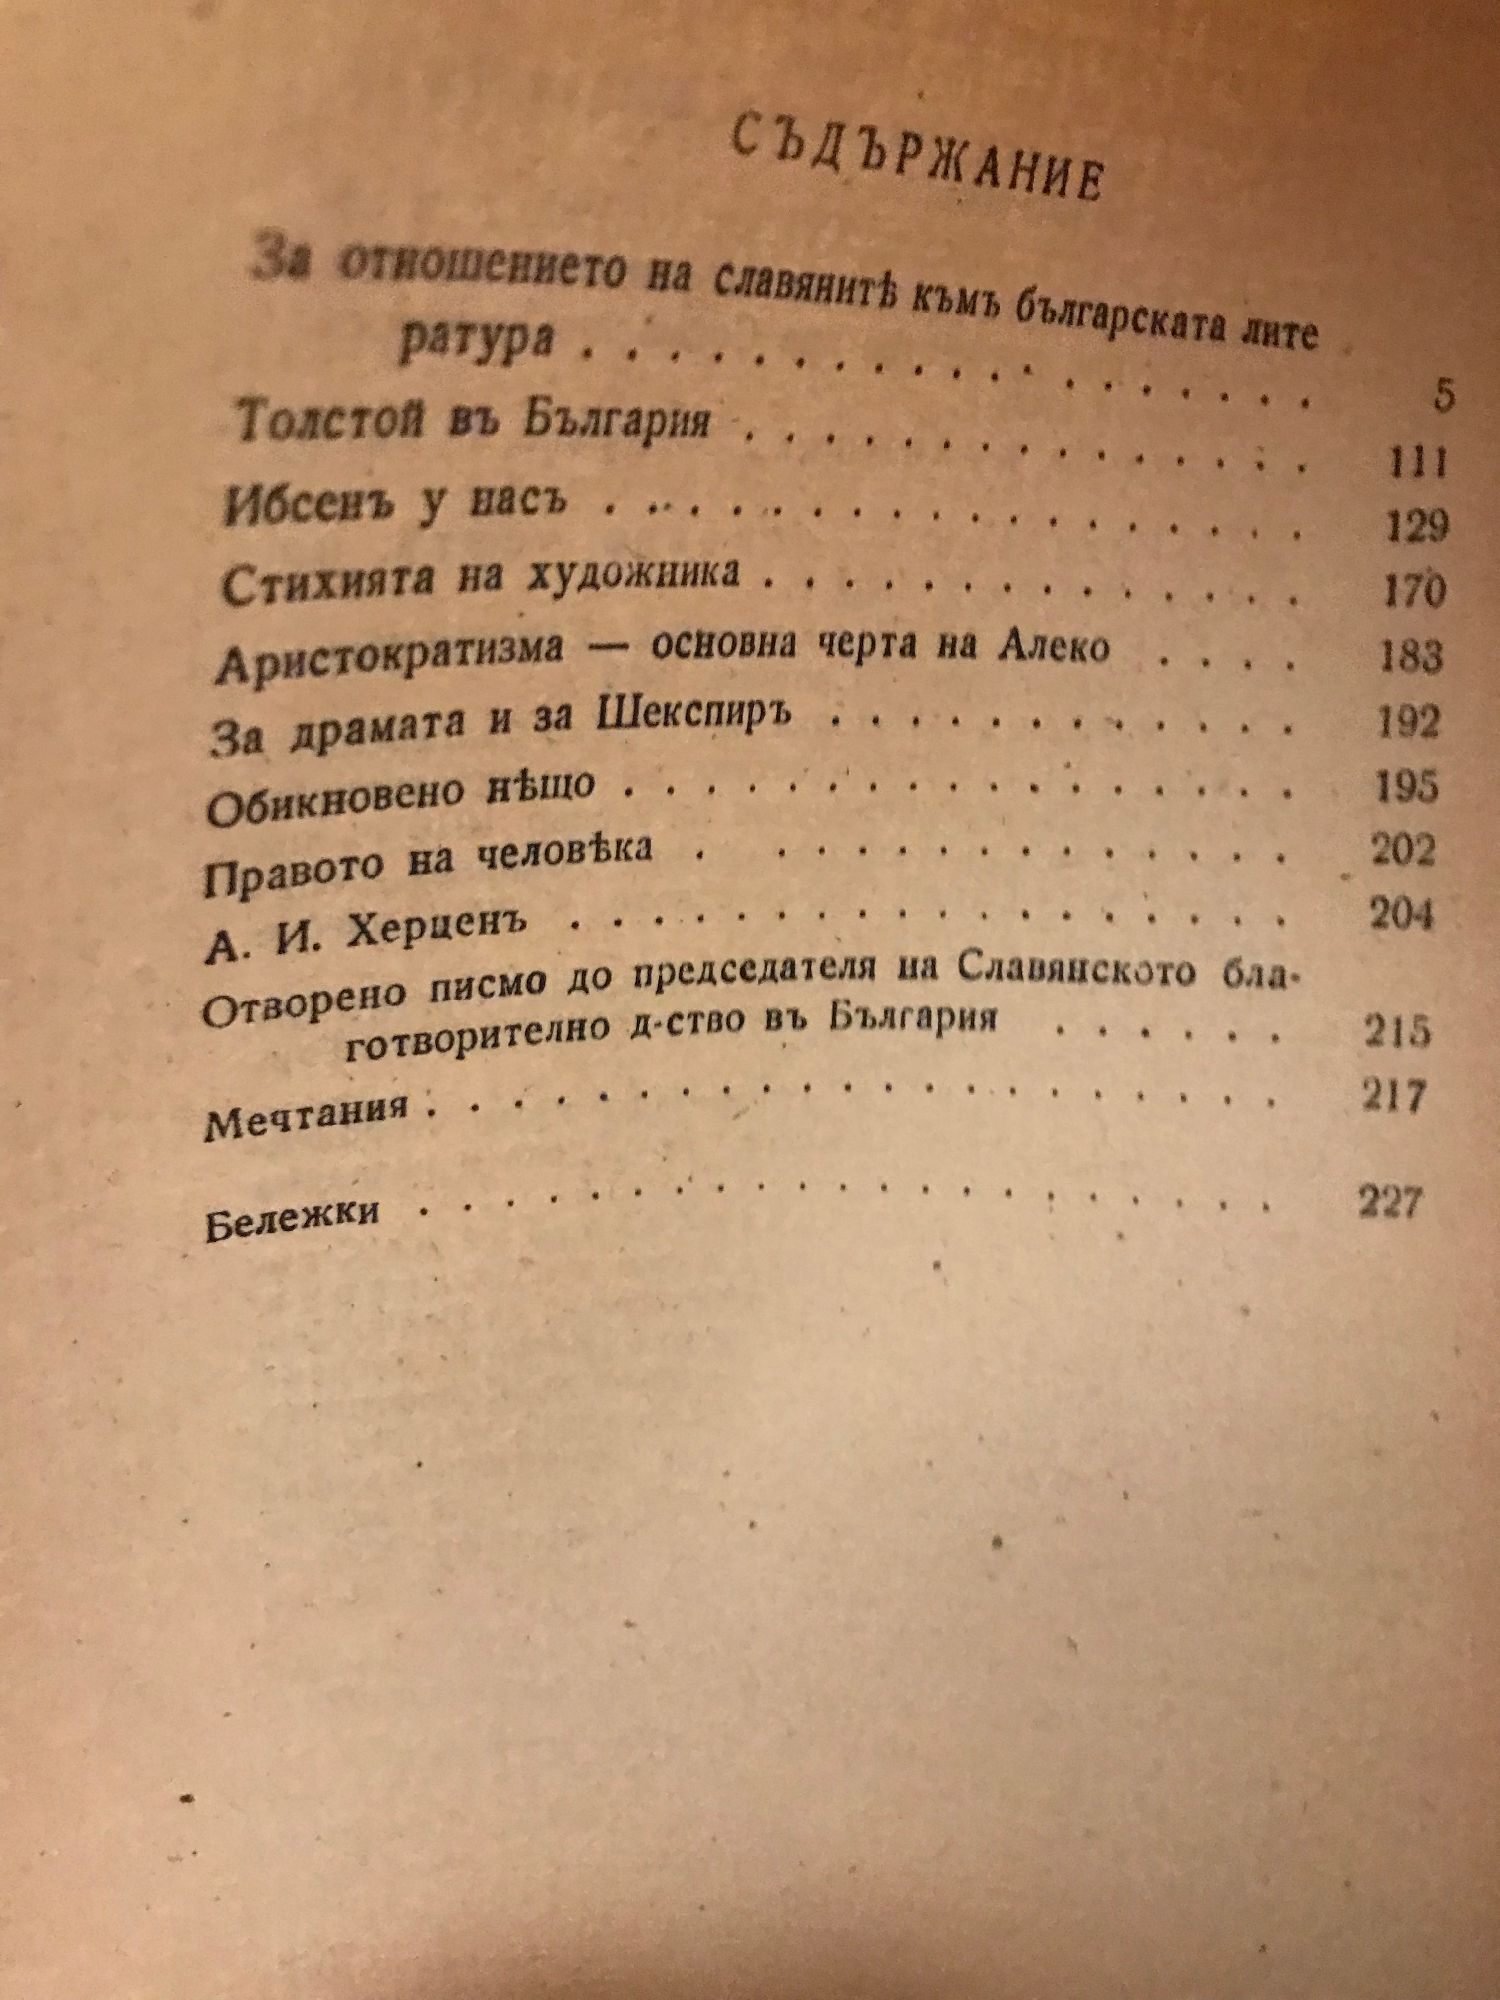 СЪДЪРЖАНИЕ
За отношението на славянитѣ къмъ българската лите
ратура . . . . . . . . . . . . . . . . . . 5
Толстой въ България . . . . . . . . . . . . . . . 111
Ибсенъ у насъ . . . . . . . . . . . . . . . . . . 129
Стихията на художника . . . . . . . . . . . . . . 170
Аристократизма — основна черта на Алеко . . . . 183
За драмата и за Шекспиръ . . . . . . . . . . . . 192
Обикновено нѣщо . . . . . . . . . . . . . . . . . 195
Правото на человѣка . . . . . . . . . . . . . . . 202
А. И. Херценъ . . . . . . . . . . . . . . . . . . 204
Отворено писмо до председателя на Славянското бла-
готворително д-ство въ България . . . . . . 215
Мечтания . . . . . . . . . . . . . . . . . . . . . 217
Бележки . . . . . . . . . . . . . . . . . . . . . 227